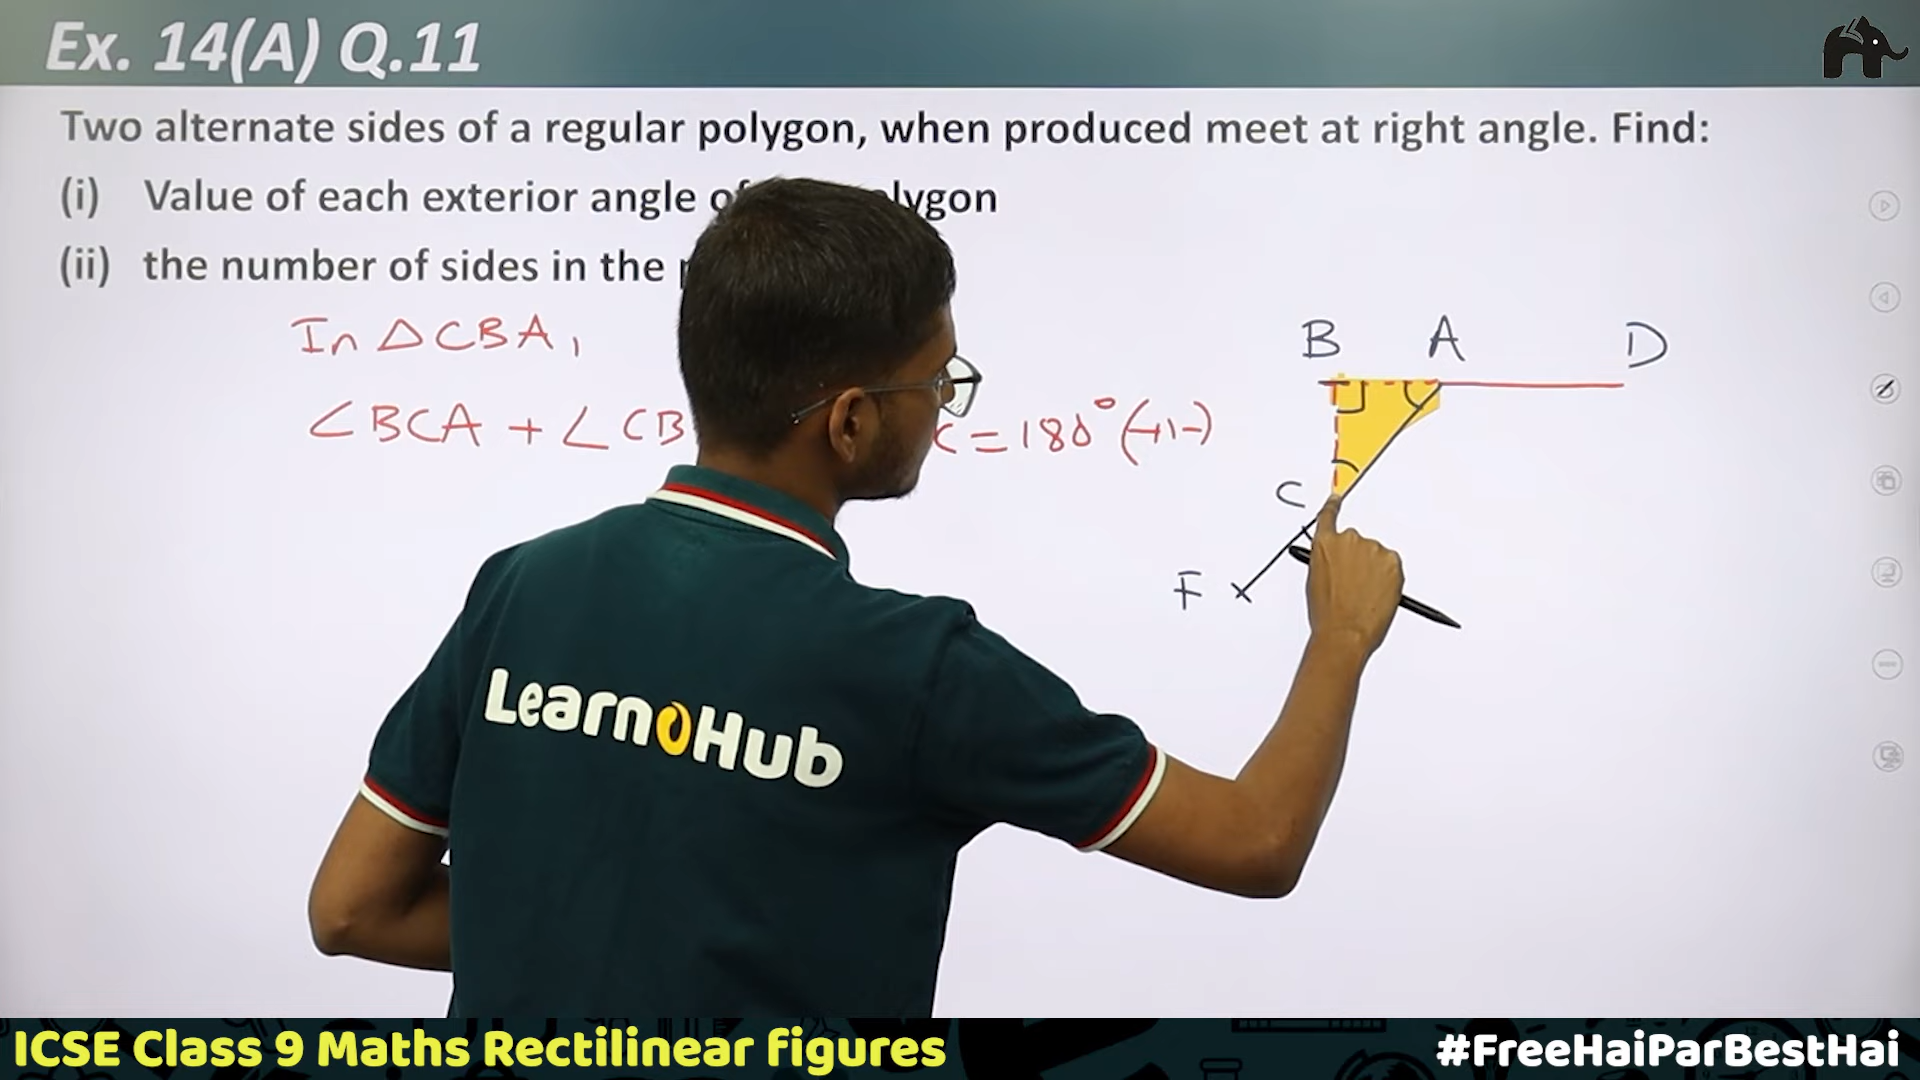 Ex. 14(A) Q.11
Two alternate sides of a regular polygon, when produced meet at right angle. Find:
(i) Value of each exterior angle lygon
(ii) the number of sides in the
In △CBA,
∠BCA + ∠CB = 180° (
B A D
C
F
LearnoHub
ICSE Class 9 Maths Rectilinear figures
#FreeHaiParBestHai